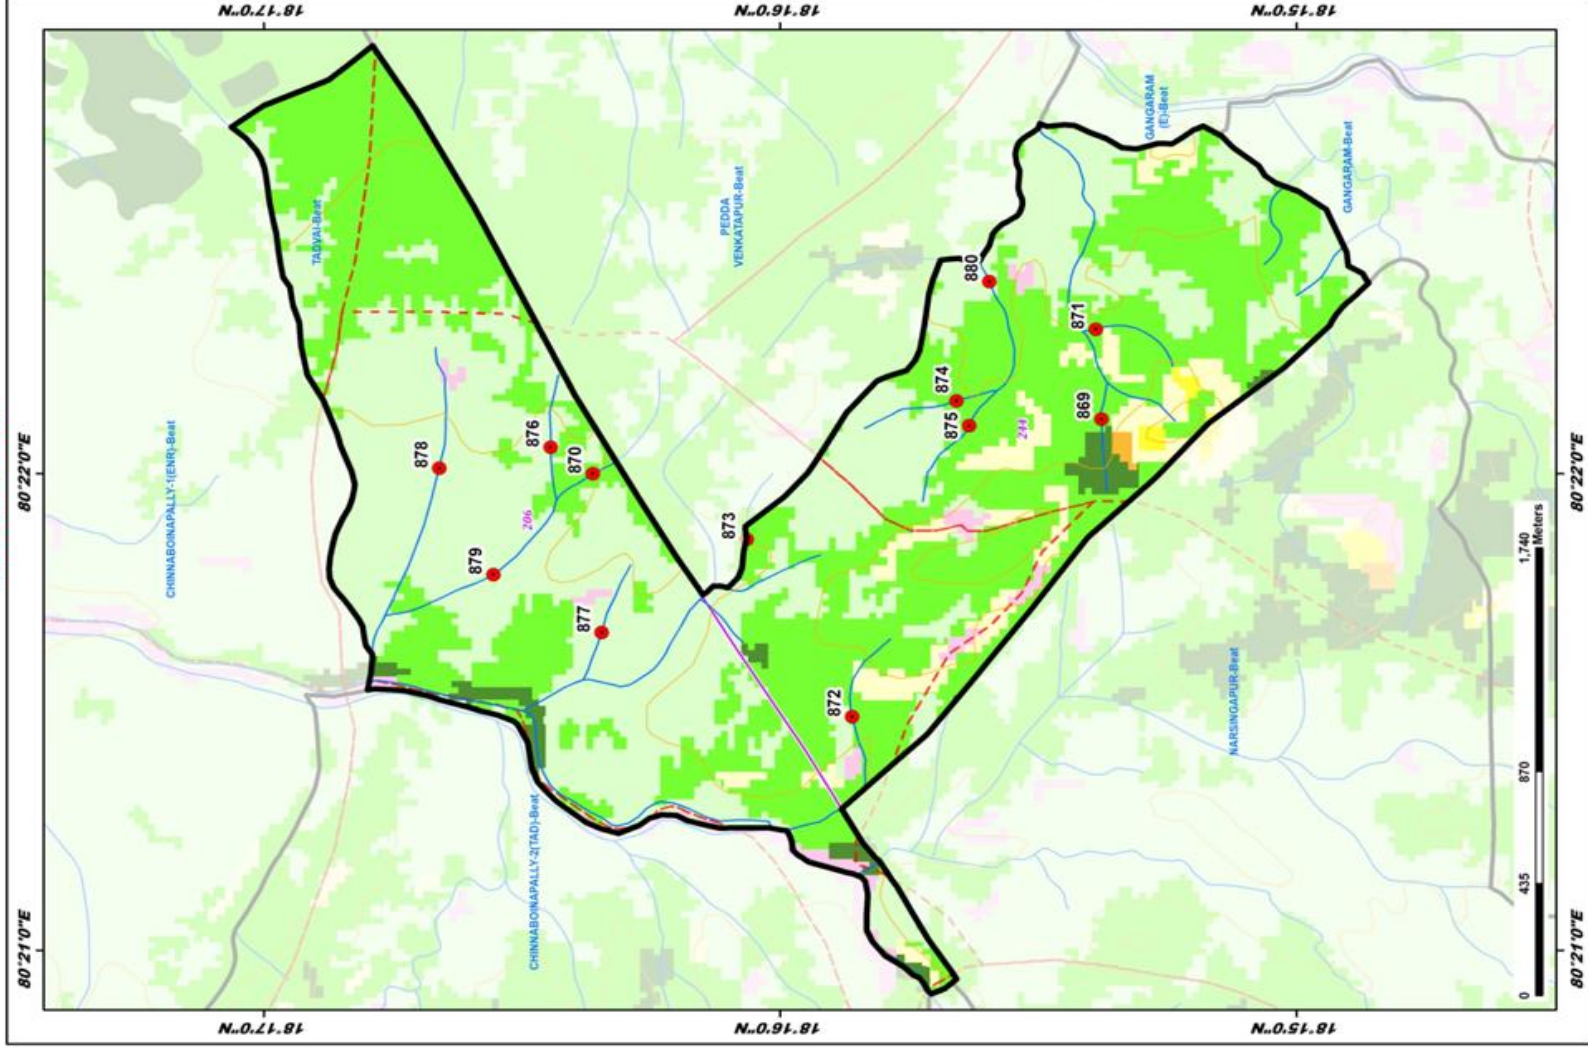 18°17'0"N
18°16'0"N
18°15'0"N
80°22'0"E
80°21'0"E
CHINNABOINAPALLY-1(ENR)-Beat
TADVAI-Beat
PEDDA
VENKATAPUR-Beat
GANGARAM
(E)-Beat
GANGARAM-Beat
880
871
874
875
244
869
878
876
870
206
879
873
877
872
CHINNABOINAPALLY-2(TAD)-Beat
NARSINGAPUR-Beat
0 435 870 1,740
Meters
80°22'0"E
80°21'0"E
18°17'0"N
18°16'0"N
18°15'0"N